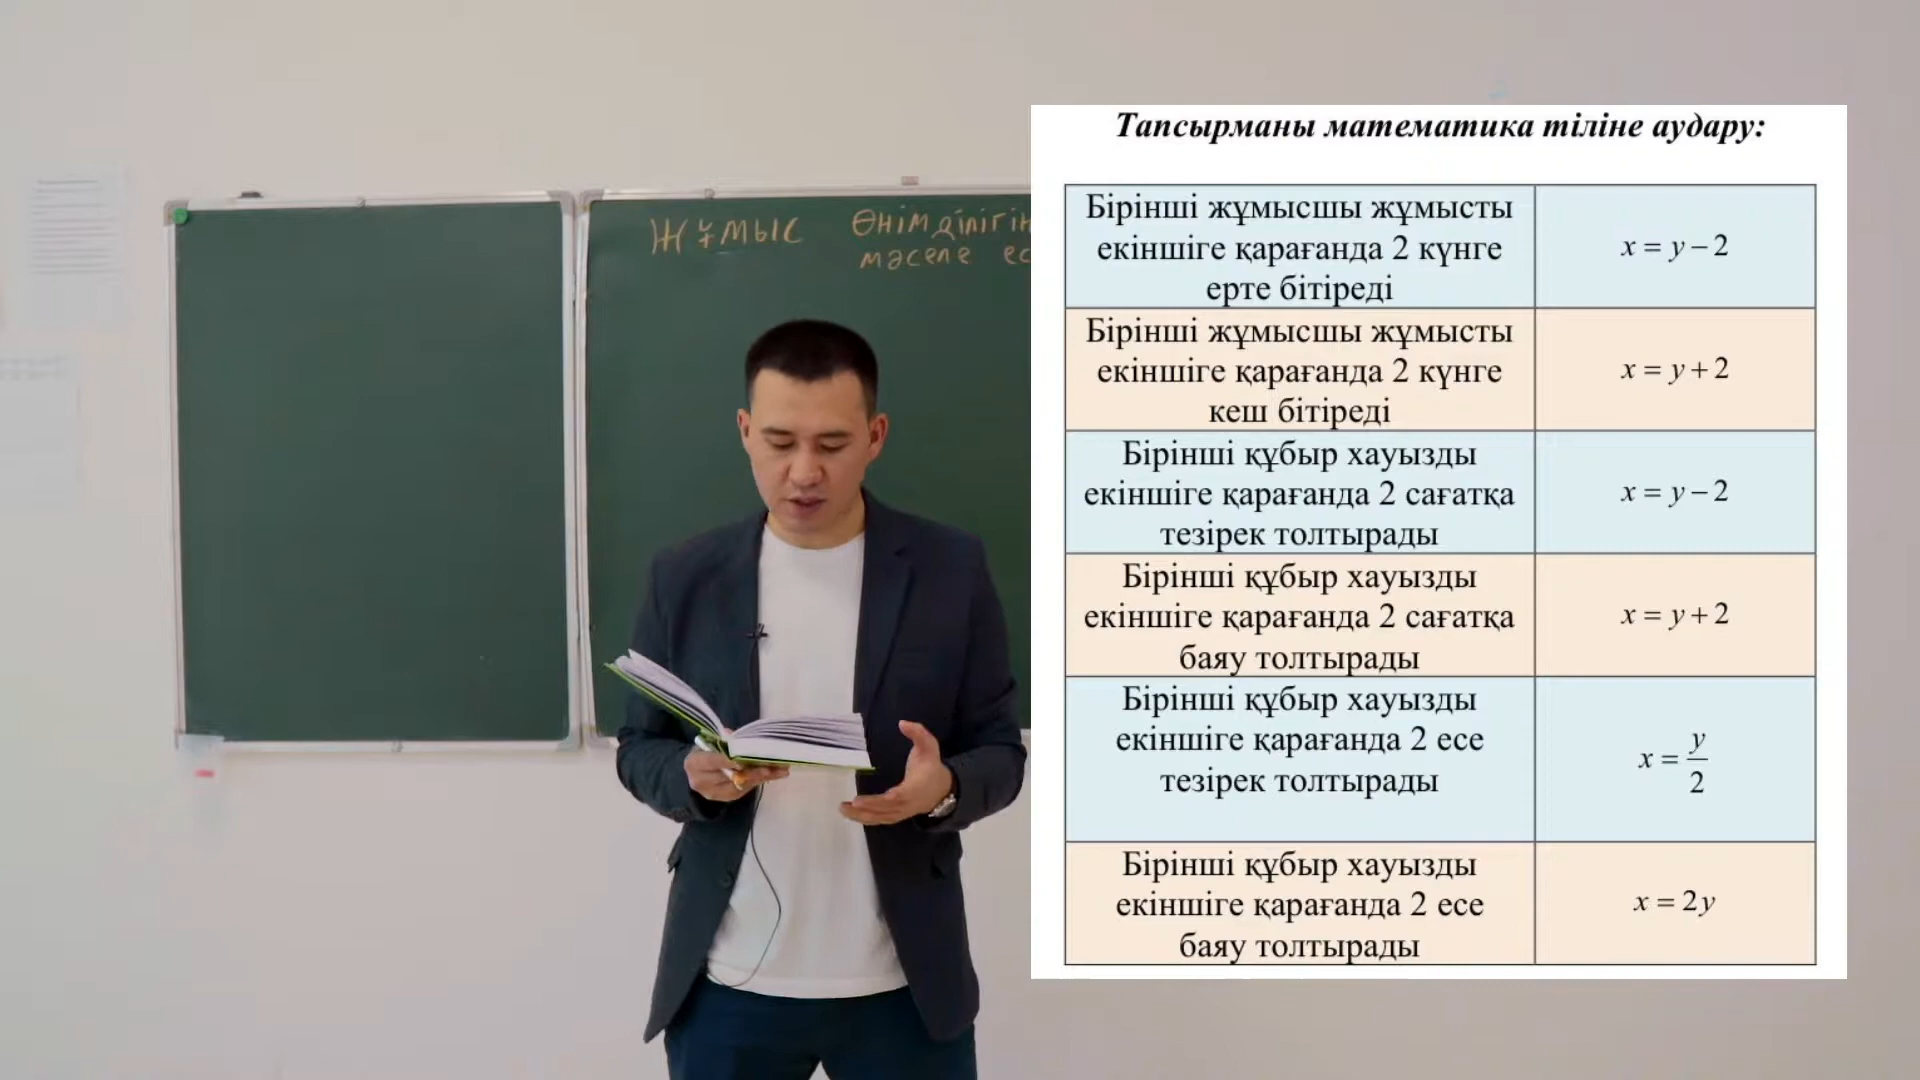 Жұмыс Өнімділігін
мәселе ес
Тапсырманы математика тіліне аудару:
Бірінші жұмысшы жұмысты
екіншіге қарағанда 2 күнге
ерте бітіреді
x = y − 2
Бірінші жұмысшы жұмысты
екіншіге қарағанда 2 күнге
кеш бітіреді
x = y + 2
Бірінші құбыр хауызды
екіншіге қарағанда 2 сағатқа
тезірек толтырады
x = y − 2
Бірінші құбыр хауызды
екіншіге қарағанда 2 сағатқа
баяу толтырады
x = y + 2
Бірінші құбыр хауызды
екіншіге қарағанда 2 есе
тезірек толтырады
x = y/2
Бірінші құбыр хауызды
екіншіге қарағанда 2 есе
баяу толтырады
x = 2y